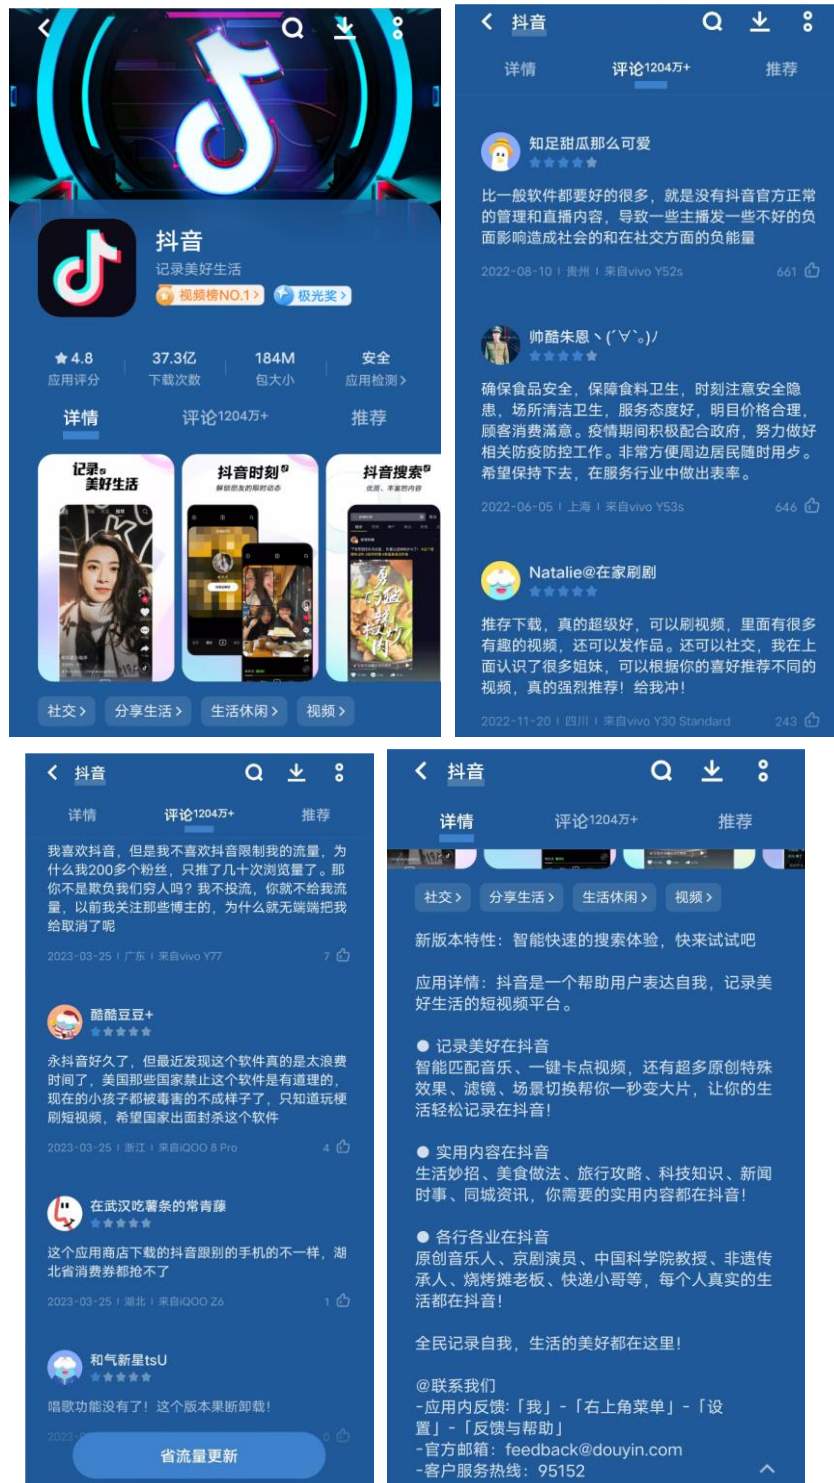 抖音
记录美好生活
视频榜NO.1
极光奖
4.8
37.3亿
184M
安全
应用评分
下载次数
包大小
应用检测
详情
评论1204万+
推荐
记录
美好生活
抖音时刻
解锁朋友的限时动态
抖音搜索
优质、丰富的内容
社交
分享生活
生活休闲
视频
抖音
详情
评论1204万+
推荐
知足甜瓜那么可爱
比一般软件都要好的很多，就是没有抖音官方正常
的管理和直播内容，导致一些主播发一些不好的负
面影响造成社会的和在社交方面的负能量
2022-08-10 | 贵州 | 来自vivo Y52s
661
帅酷朱恩ヽ(´∀`。)ﾉ
确保食品安全，保障食料卫生，时刻注意安全隐
患，场所清洁卫生，服务态度好，明目价格合理，
顾客消费滿意。疫情期间积极配合政府，努力做好
相关防疫防控工作。非常方便周边居民随时用歺。
希望保持下去，在服务行业中做出表率。
2022-06-05 | 上海 | 来自vivo Y53s
646
Natalie@在家刷剧
推存下载，真的超级好，可以刷视频，里面有很多
有趣的视频，还可以发作品。还可以社交，我在上
面认识了很多姐妹，可以根据你的喜好推荐不同的
视频，真的强烈推荐！给我冲！
2022-11-20 | 四川 | 来自vivo Y30 Standard
243
抖音
详情
评论1204万+
推荐
我喜欢抖音，但是我不喜欢抖音限制我的流量，为
什么我200多个粉丝，只推了几十次浏览量了。那
你不是欺负我们穷人吗？我不投流，你就不给我流
量，以前我关注那些博主的，为什么就无端端把我
给取消了呢
2023-03-25 | 广东 | 来自vivo Y77
7
酷酷豆豆+
永抖音好久了，但最近发现这个软件真的是太浪费
时间了，美国那些国家禁止这个软件是有道理的，
现在的小孩子都被毒害的不成样子了，只知道玩梗
刷短视频，希望国家出面封杀这个软件
2023-03-25 | 浙江 | 来自iQOO 8 Pro
4
在武汉吃薯条的常青藤
这个应用商店下载的抖音跟别的手机的不一样，湖
北省消费券都抢不了
2023-03-25 | 湖北 | 来自iQOO Z6
1
和气新星tsU
唱歌功能没有了！这个版本果断卸载！
2023-
0
省流量更新
抖音
详情
评论1204万+
推荐
社交
分享生活
生活休闲
视频
新版本特性：智能快速的搜索体验，快来试试吧
应用详情：抖音是一个帮助用户表达自我，记录美
好生活的短视频平台。
● 记录美好在抖音
智能匹配音乐、一键卡点视频，还有超多原创特殊
效果、滤镜、场景切换帮你一秒变大片，让你的生
活轻松记录在抖音！
● 实用内容在抖音
生活妙招、美食做法、旅行攻略、科技知识、新闻
时事、同城资讯，你需要的实用内容都在抖音！
● 各行各业在抖音
原创音乐人、京剧演员、中国科学院教授、非遗传
承人、烧烤摊老板、快递小哥等，每个人真实的生
活都在抖音！
全民记录自我，生活的美好都在这里！
@联系我们
-应用内反馈：「我」-「右上角菜单」-「设
置」-「反馈与帮助」
-官方邮箱：feedback@douyin.com
-客户服务热线：95152